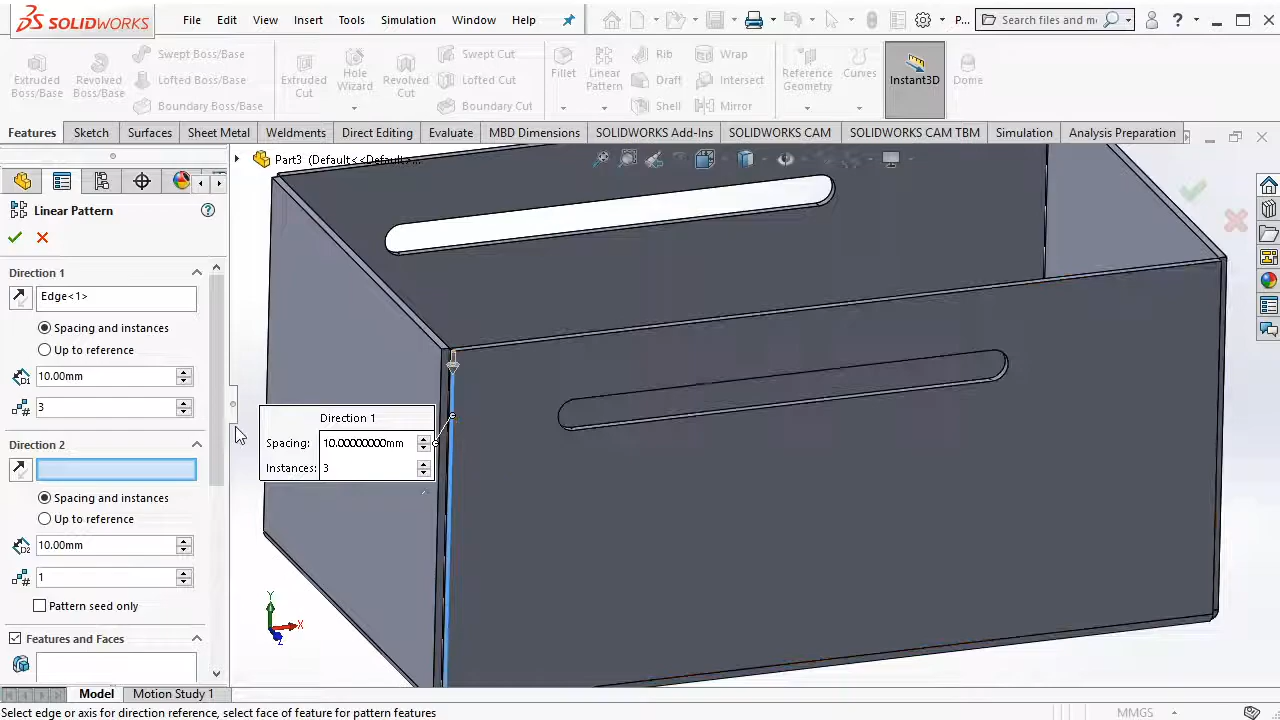 SOLIDWORKS File Edit View Insert Tools Simulation Window Help P... Search files and m ?
Extruded Boss/Base Revolved Boss/Base Swept Boss/Base Lofted Boss/Base Boundary Boss/Base
Extruded Cut Hole Wizard Revolved Cut Swept Cut Lofted Cut Boundary Cut
Fillet Linear Pattern Rib Draft Shell Wrap Intersect Mirror
Reference Geometry Curves Instant3D Dome
Features Sketch Surfaces Sheet Metal Weldments Direct Editing Evaluate MBD Dimensions SOLIDWORKS Add-Ins SOLIDWORKS CAM SOLIDWORKS CAM TBM Simulation Analysis Preparation
Part3 (Default<<Default>...
Linear Pattern ?
Direction 1
Edge<1>
Spacing and instances
Up to reference
D1 10.00mm
3
Direction 2
Spacing and instances
Up to reference
D2 10.00mm
1
Pattern seed only
Features and Faces
Direction 1
Spacing: 10.00000000mm
Instances: 3
Y
X
Z
Model Motion Study 1
Select edge or axis for direction reference, select face of feature for pattern features MMGS